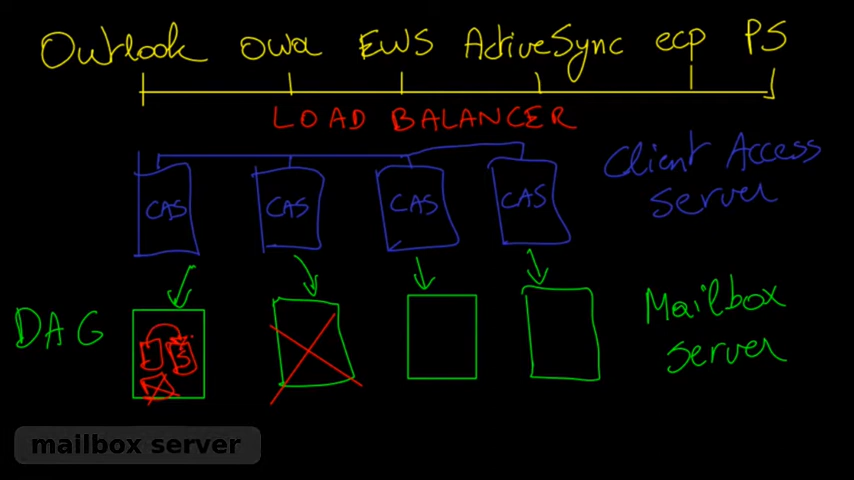 Outlook owa EWS ActiveSync ecp PS
LOAD BALANCER
Client Access
server
CAS CAS CAS CAS
Mailbox
server
DAG
mailbox server